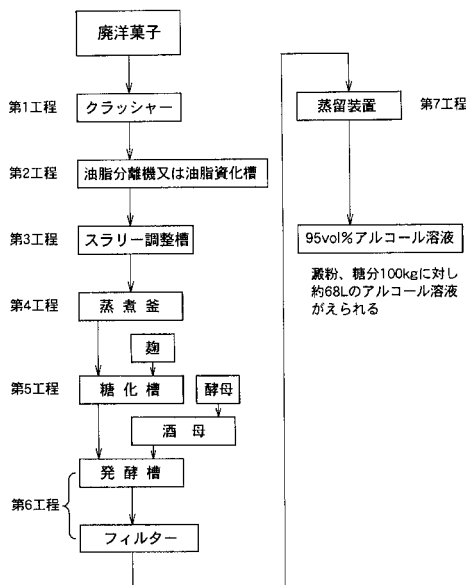 廃洋菓子
第1工程
クラッシャー
第2工程
油脂分離機又は油脂資化槽
第3工程
スラリー調整槽
第4工程
蒸煮釜
麹
第5工程
糖化槽
酵母
酒母
発酵槽
第6工程
フィルター
蒸留装置
第7工程
95vol%アルコール溶液
澱粉、糖分100kgに対し
約68Lのアルコール溶液
がえられる